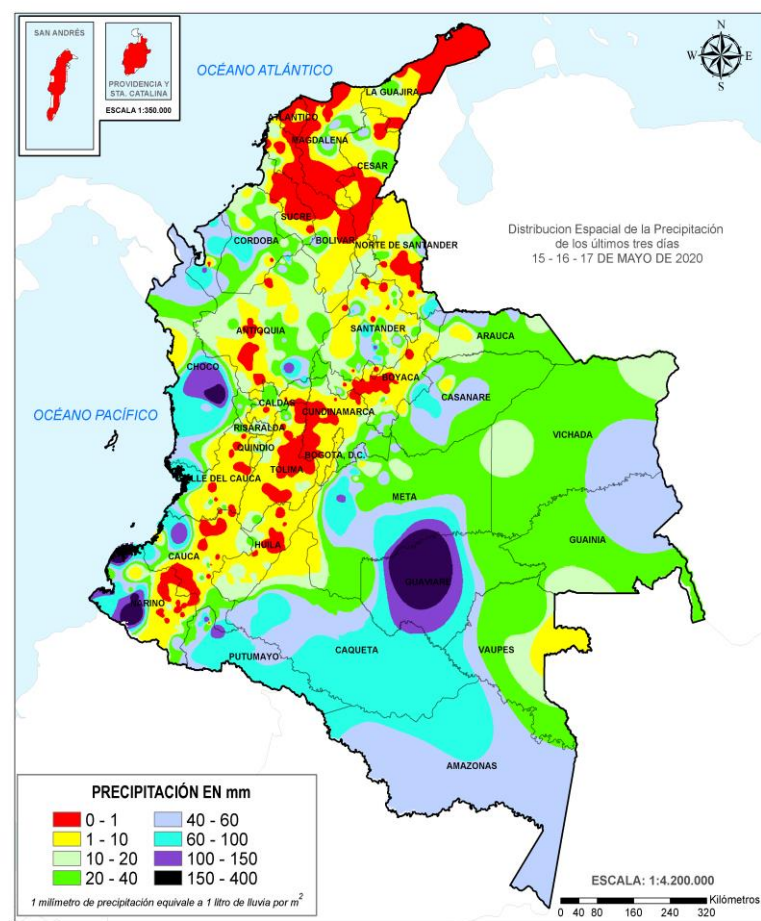 SAN ANDRÉS
PROVIDENCIA Y
STA. CATALINA
ESCALA 1:350.000
OCÉANO ATLÁNTICO
N
W E
S
LA GUAJIRA
ATLANTICO
MAGDALENA
CESAR
SUCRE
CORDOBA
BOLIVAR
NORTE DE SANTANDER
Distribucion Espacial de la Precipitación
de los últimos tres días
15 - 16 - 17 DE MAYO DE 2020
ANTIOQUIA
SANTANDER
ARAUCA
CHOCO
BOYACA
CASANARE
OCÉANO PACÍFICO
CALDAS
CUNDINAMARCA
RISARALDA
VICHADA
QUINDIO
BOGOTA, D.C.
TOLIMA
VALLE DEL CAUCA
META
GUAINIA
CAUCA
HUILA
GUAVIARE
NARIÑO
VAUPES
CAQUETA
PUTUMAYO
AMAZONAS
PRECIPITACIÓN EN mm
0 - 1
40 - 60
1 - 10
60 - 100
10 - 20
100 - 150
20 - 40
150 - 400
1 milímetro de precipitación equivale a 1 litro de lluvia por m2
ESCALA: 1:4.200.000
Kilómetros
0 40 80 160 240 320